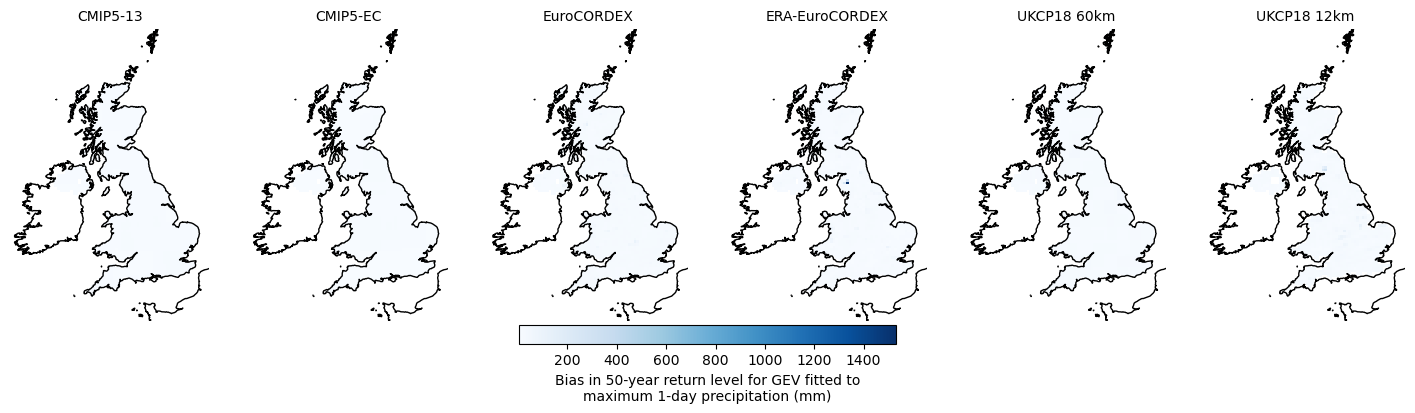 CMIP5-13
CMIP5-EC
EuroCORDEX
ERA-EuroCORDEX
UKCP18 60km
UKCP18 12km
200 400 600 800 1000 1200 1400
Bias in 50-year return level for GEV fitted to
maximum 1-day precipitation (mm)